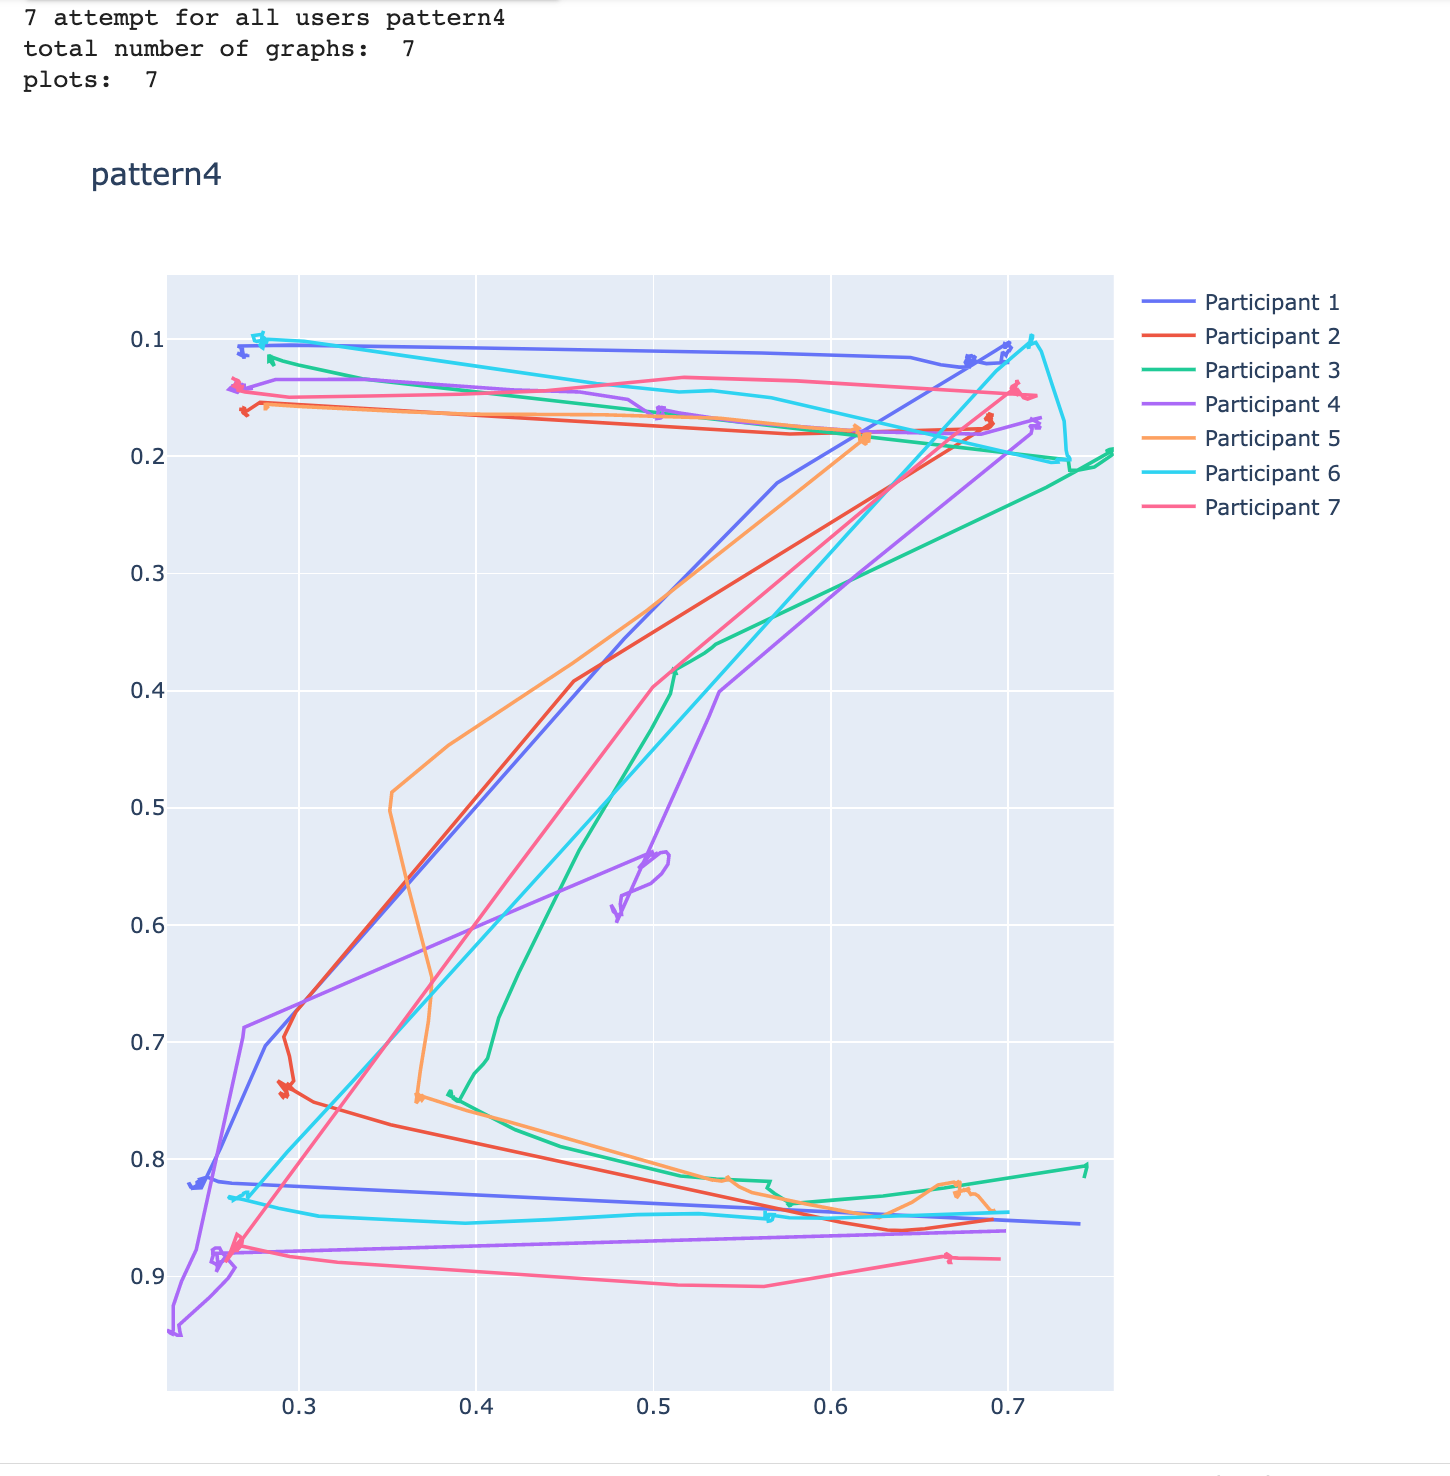 7 attempt for all users pattern4
total number of graphs:  7
plots:  7
pattern4
Participant 1
Participant 2
Participant 3
Participant 4
Participant 5
Participant 6
Participant 7
0.1
0.2
0.3
0.4
0.5
0.6
0.7
0.8
0.9
0.3 0.4 0.5 0.6 0.7